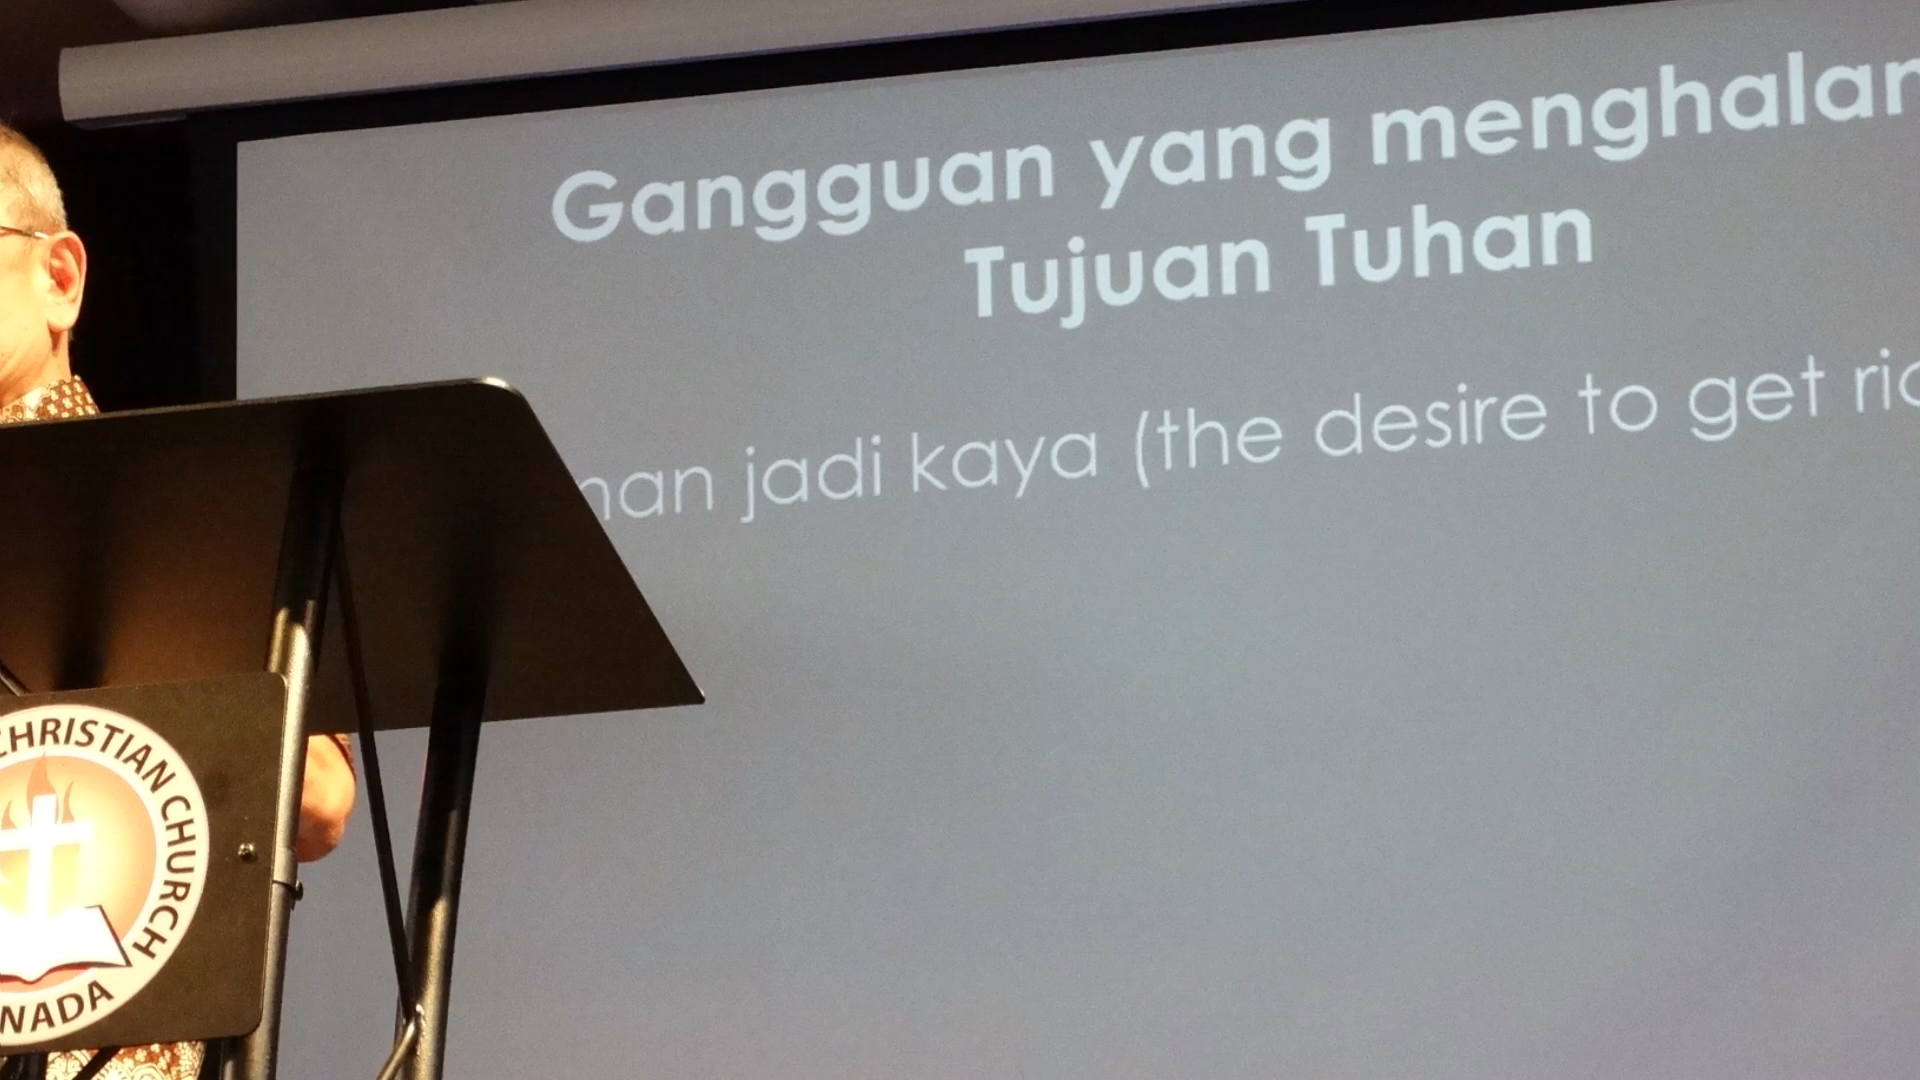 Gangguan yang menghalan
Tujuan Tuhan
nan jadi kaya (the desire to get ric
CHRISTIAN CHURCH
NADA